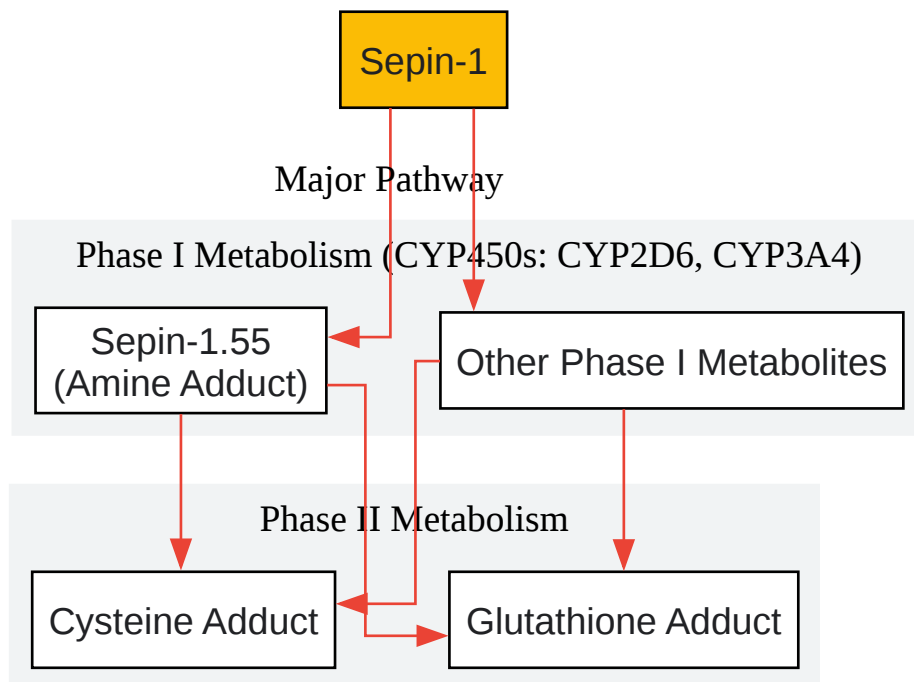 Sepin-1
Major Pathway
Phase I Metabolism (CYP450s: CYP2D6, CYP3A4)
Sepin-1.55
(Amine Adduct)
Other Phase I Metabolites
Phase II Metabolism
Cysteine Adduct
Glutathione Adduct